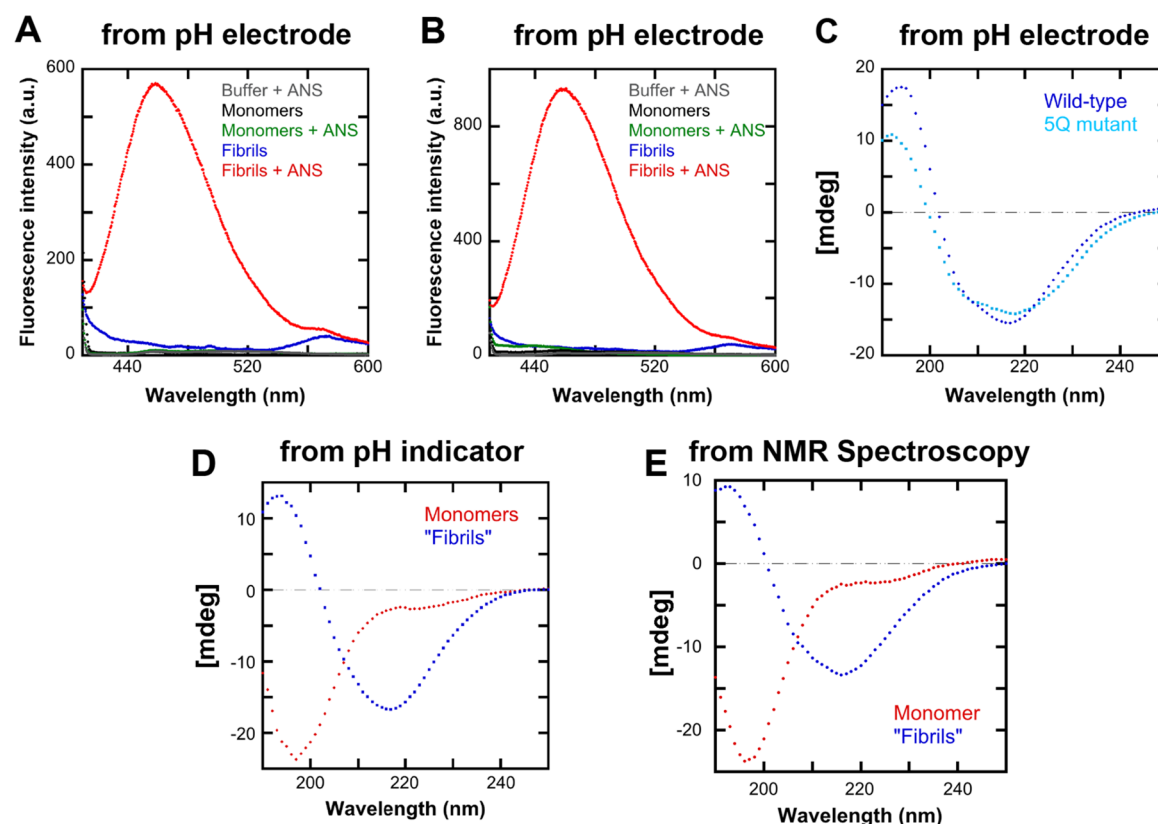 A from pH electrode
Fluorescence intensity (a.u.)
600
400
200
0
Buffer + ANS
Monomers
Monomers + ANS
Fibrils
Fibrils + ANS
440 520 600
Wavelength (nm)
B from pH electrode
Fluorescence intensity (a.u.)
800
400
0
Buffer + ANS
Monomers
Monomers + ANS
Fibrils
Fibrils + ANS
440 520 600
Wavelength (nm)
C from pH electrode
[mdeg]
20
10
0
-10
-20
Wild-type
5Q mutant
200 220 240
Wavelength (nm)
D from pH indicator
[mdeg]
10
0
-10
-20
Monomers
"Fibrils"
200 220 240
Wavelength (nm)
E from NMR Spectroscopy
[mdeg]
10
0
-10
-20
Monomer
"Fibrils"
200 220 240
Wavelength (nm)